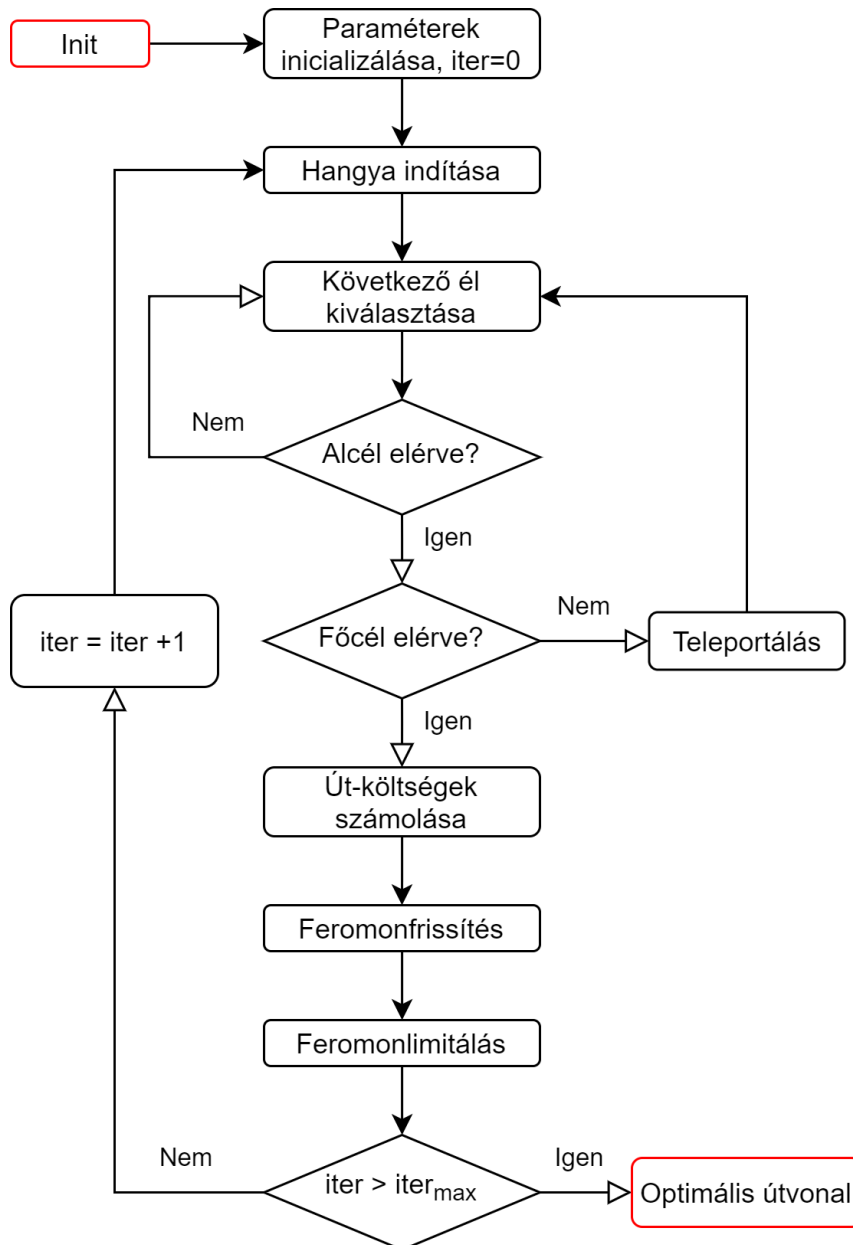 Init
Paraméterek
inicializálása, iter=0
Hangya indítása
Következő él
kiválasztása
Nem
Alcél elérve?
Igen
Nem
iter = iter +1
Főcél elérve?
Teleportálás
Igen
Út-költségek
számolása
Feromonfrissítés
Feromonlimitálás
Nem
Igen
iter > iter_max
Optimális útvonal